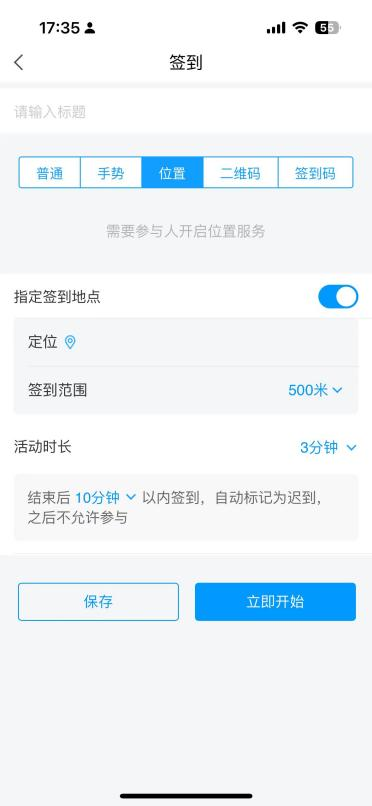 17:35
55
签到
请输入标题
普通 手势 位置 二维码 签到码
需要参与人开启位置服务
指定签到地点
定位
签到范围 500米
活动时长 3分钟
结束后 10分钟 以内签到，自动标记为迟到，
之后不允许参与
保存 立即开始